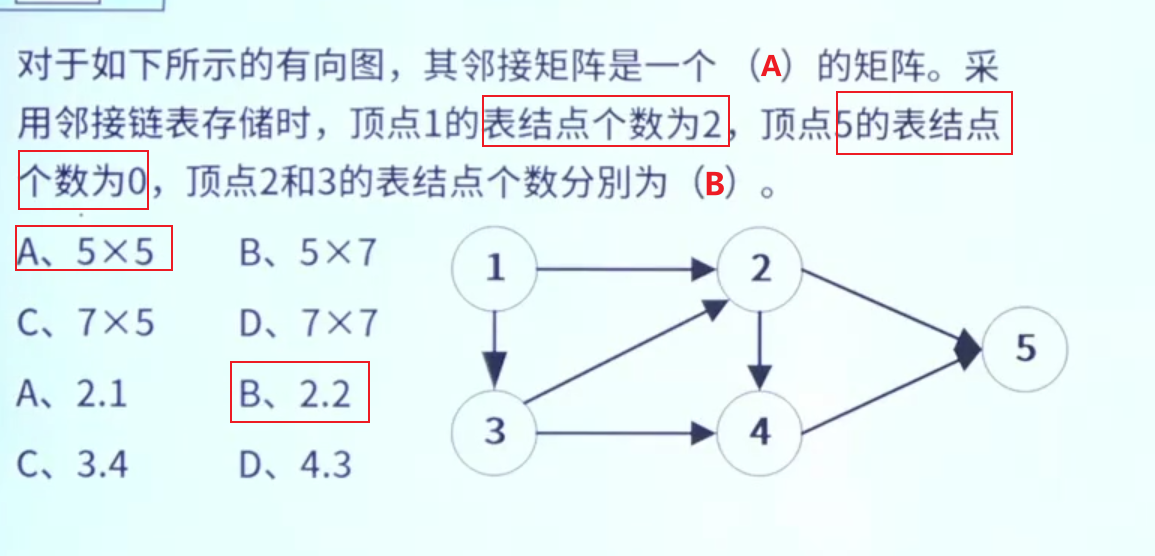 对于如下所示的有向图，其邻接矩阵是一个（A）的矩阵。采
用邻接链表存储时，顶点1的表结点个数为2，顶点5的表结点
个数为0，顶点2和3的表结点个数分别为（B）。
A、5×5 B、5×7
C、7×5 D、7×7
A、2.1 B、2.2
C、3.4 D、4.3
1 2
5
3 4